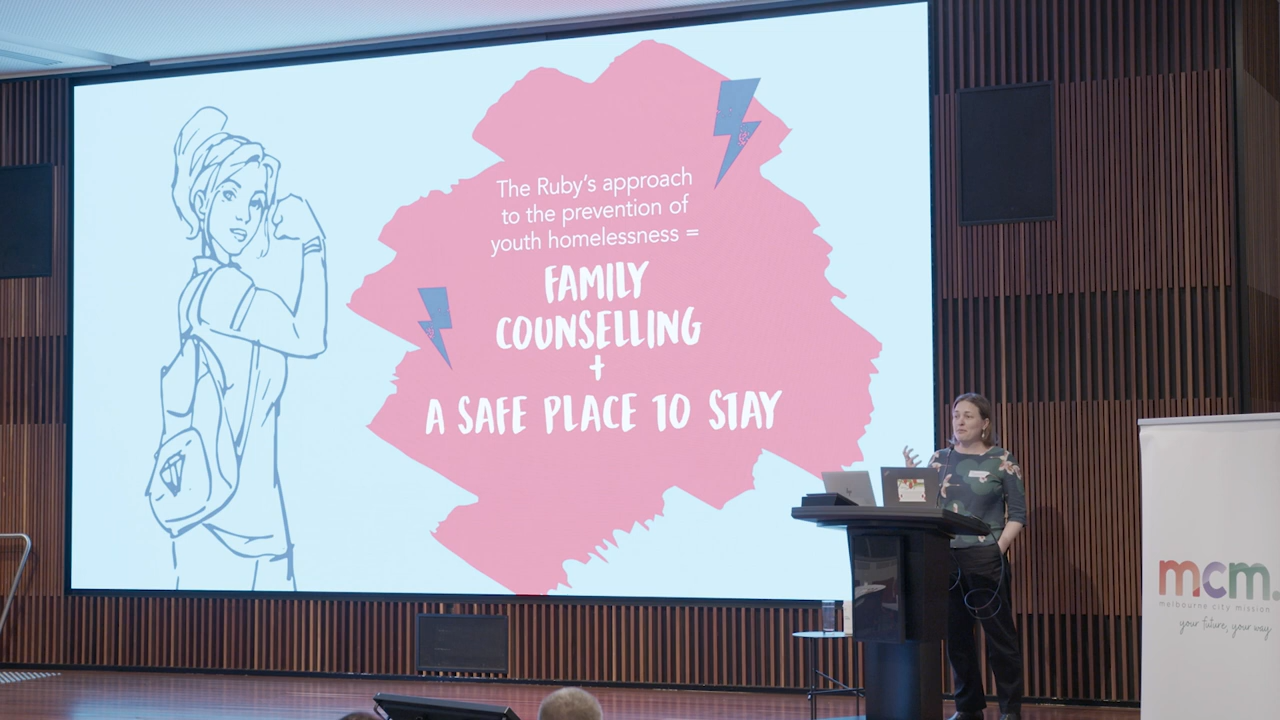 The Ruby's approach
to the prevention of
youth homelessness =
FAMILY
COUNSELLING
+
A SAFE PLACE TO STAY
mcm.
melbourne city mission
your future, your way